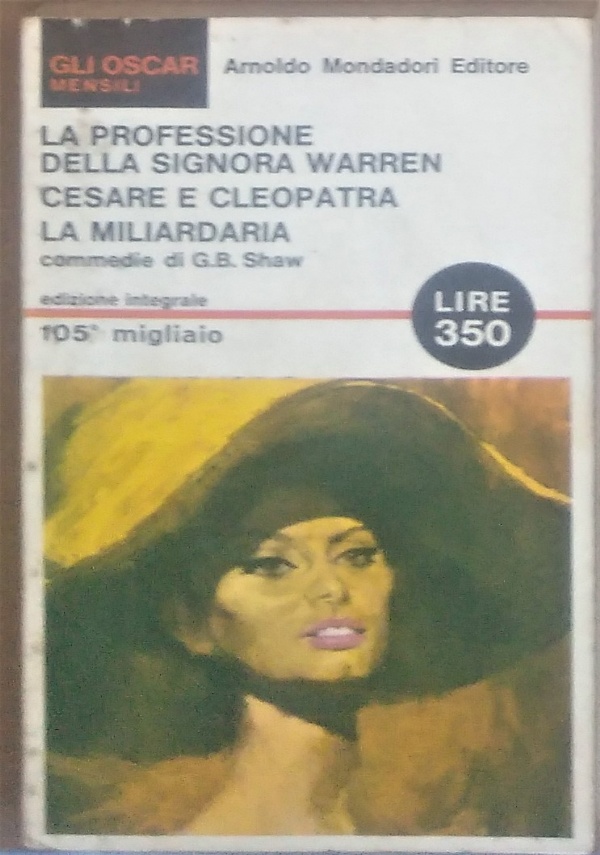 GLI OSCAR
MENSILI
Arnoldo Mondadori Editore
LA PROFESSIONE
DELLA SIGNORA WARREN
CESARE E CLEOPATRA
LA MILIARDARIA
commedie di G.B. Shaw
edizione integrale
LIRE
350
105° migliaio